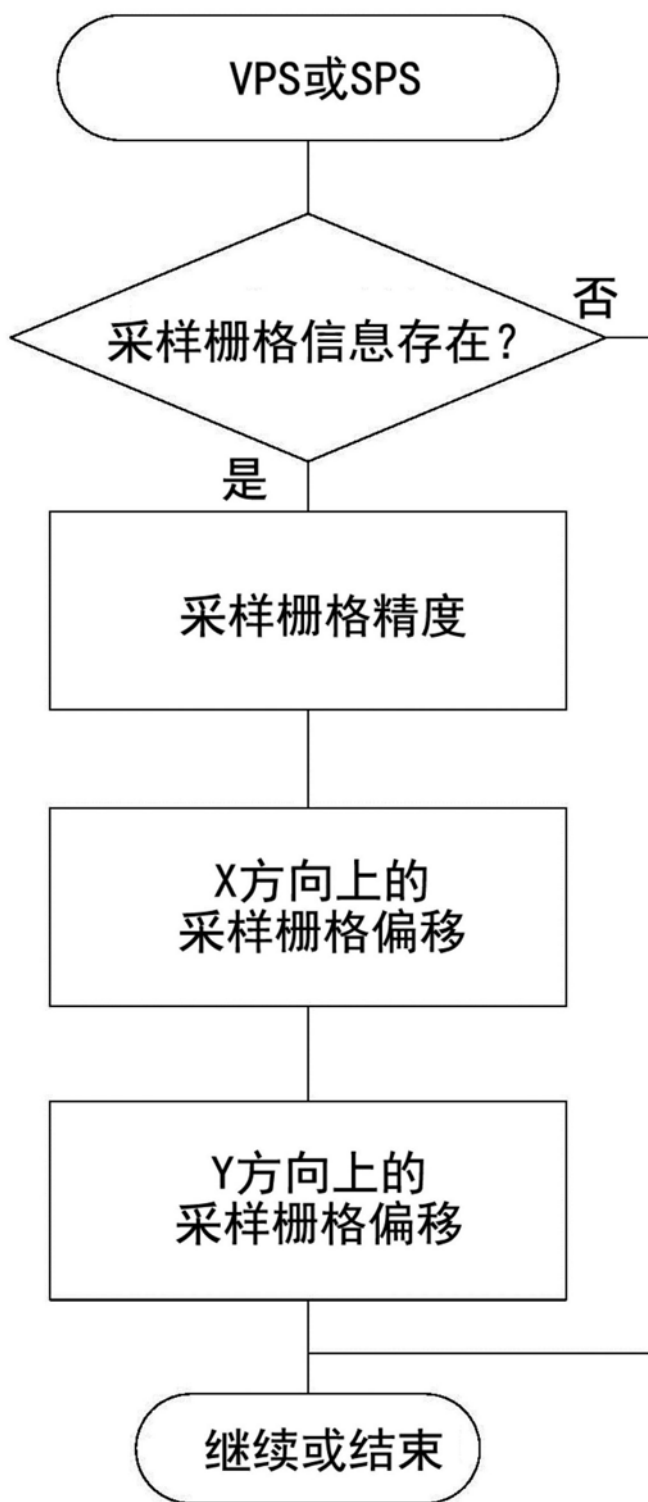 VPS或SPS
采样栅格信息存在?
否
是
采样栅格精度
X方向上的
采样栅格偏移
Y方向上的
采样栅格偏移
继续或结束